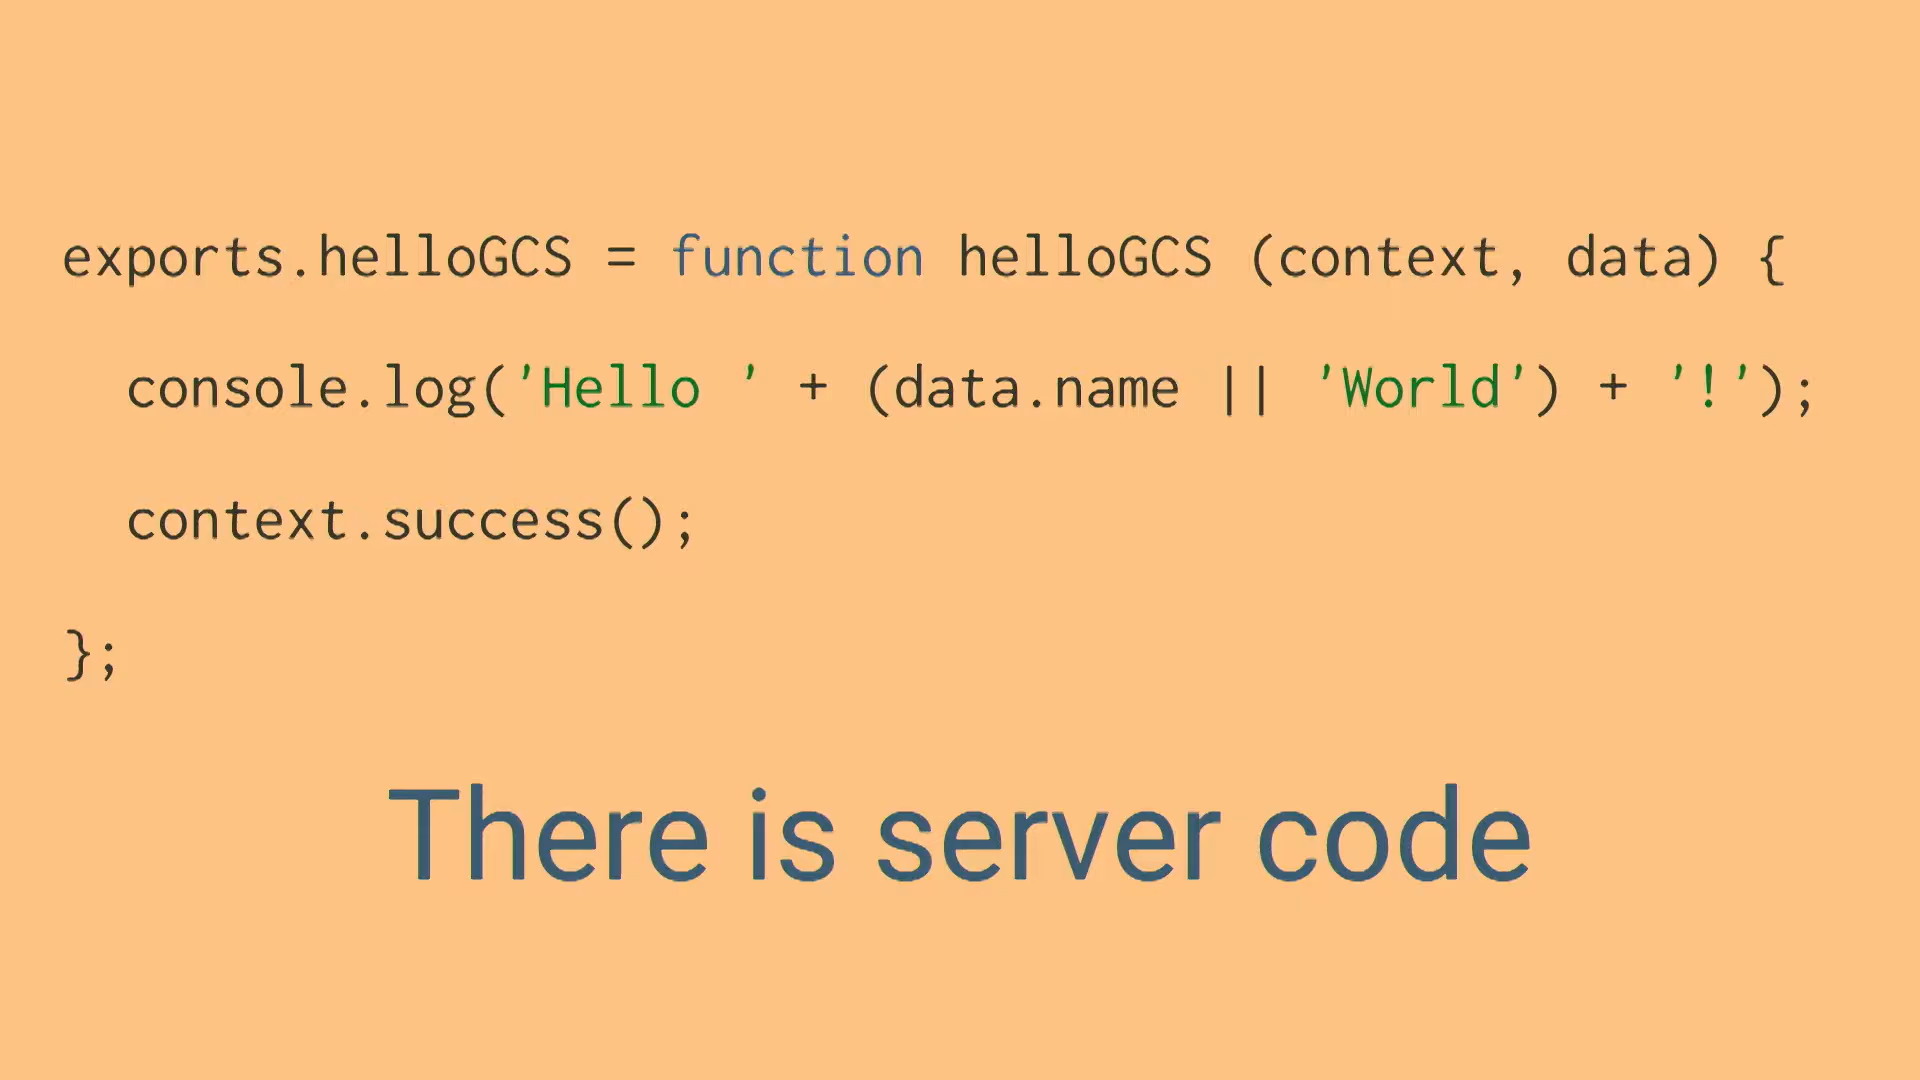 exports.helloGCS = function helloGCS (context, data) {
  console.log('Hello ' + (data.name || 'World') + '!');
  context.success();
};
There is server code